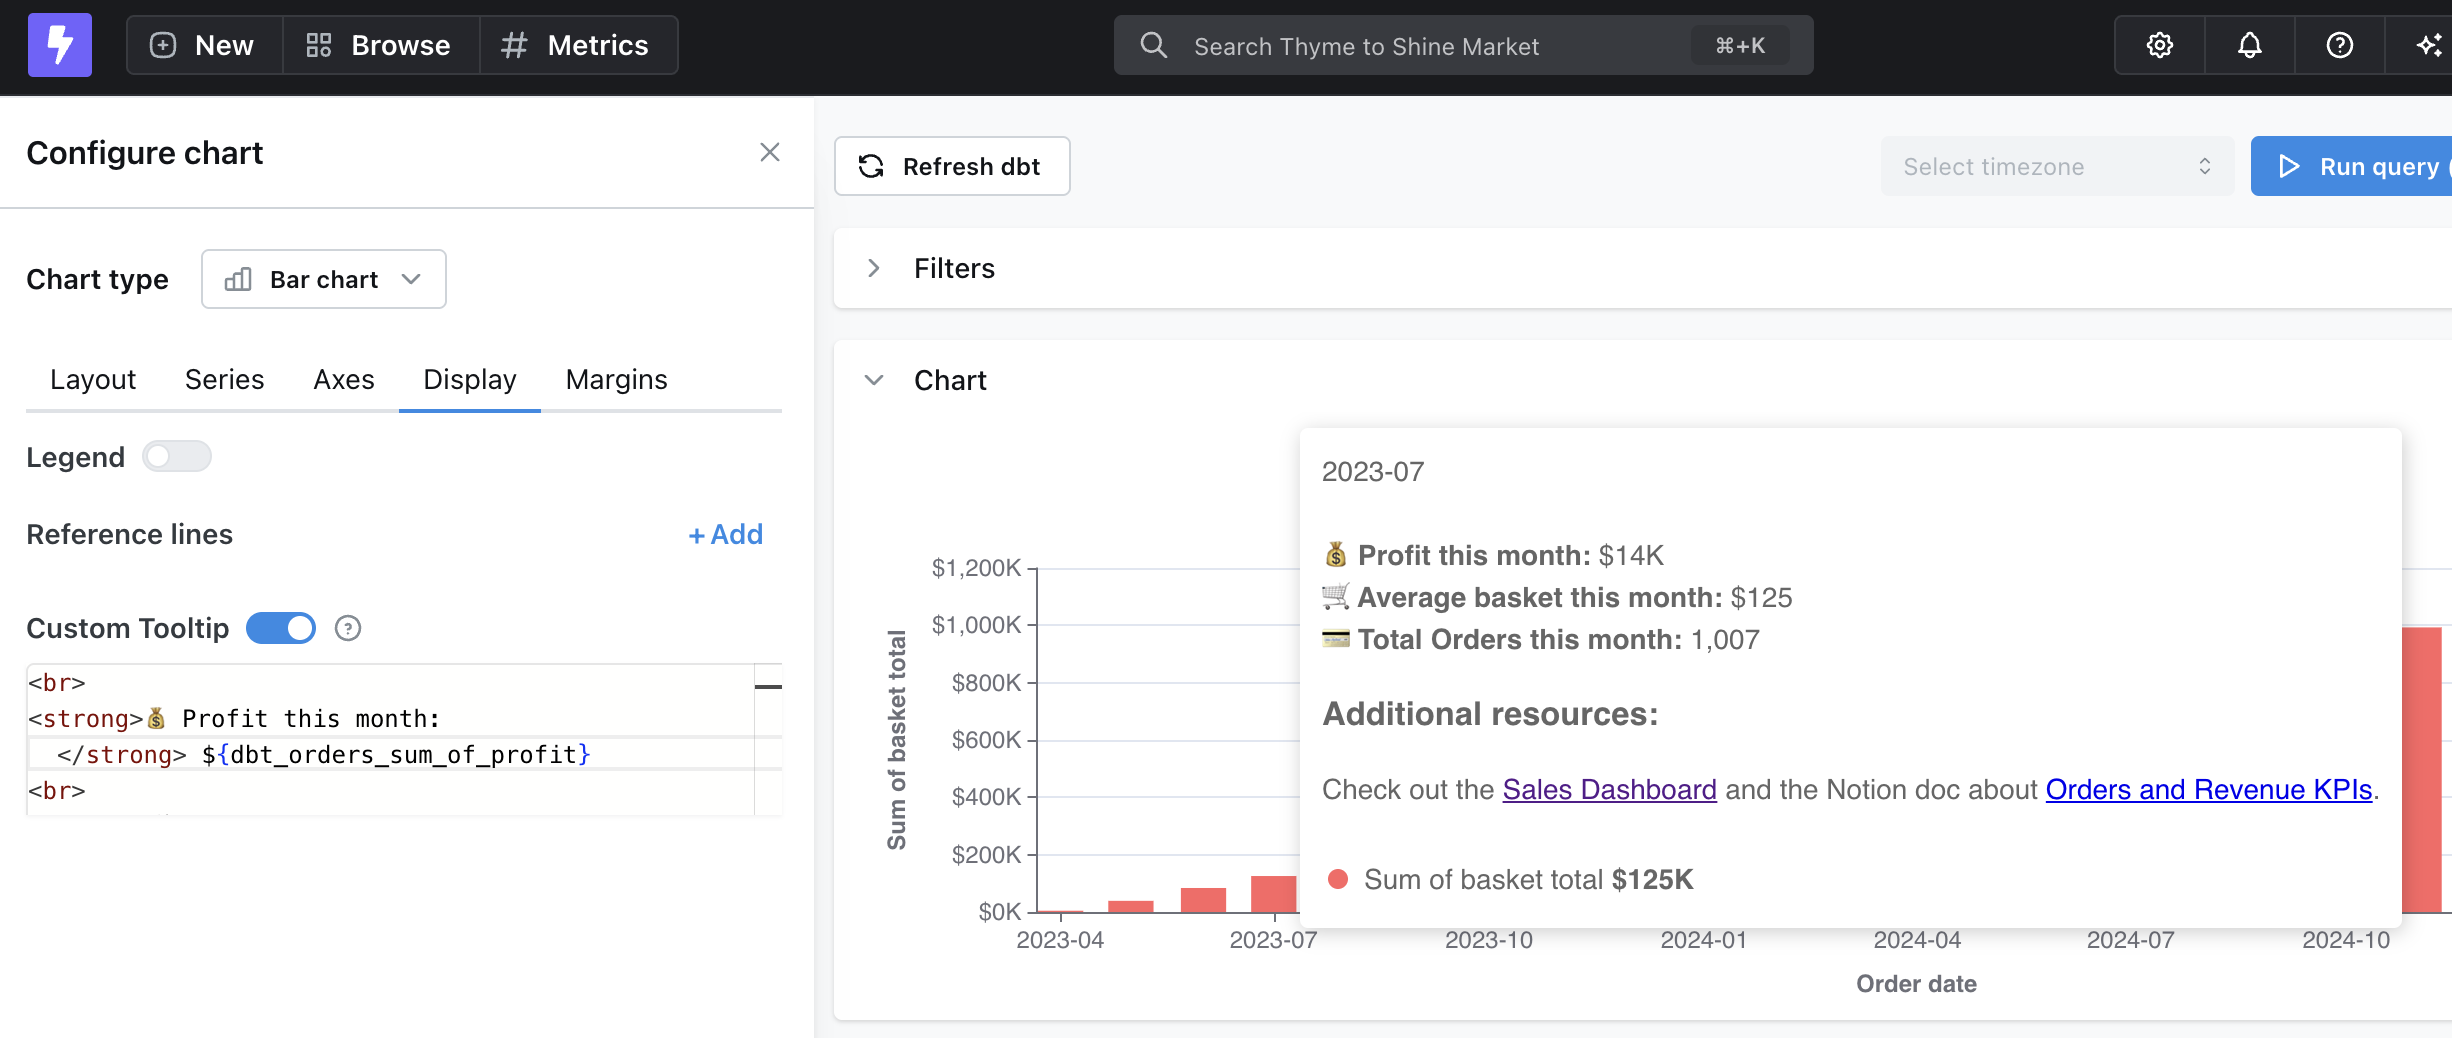 New Browse Metrics
Search Thyme to Shine Market ⌘+K
Configure chart
Refresh dbt
Select timezone
Run query (
Chart type Bar chart
Filters
Layout Series Axes Display Margins
Chart
Legend
Reference lines + Add
Custom Tooltip
<br>
<strong>💰 Profit this month:
</strong> ${dbt_orders_sum_of_profit}
<br>
2023-07
💰 Profit this month: $14K
🛒 Average basket this month: $125
💳 Total Orders this month: 1,007
Additional resources:
Check out the Sales Dashboard and the Notion doc about Orders and Revenue KPIs.
Sum of basket total $125K
Sum of basket total
$1,200K
$1,000K
$800K
$600K
$400K
$200K
$0K
2023-04 2023-07 2023-10 2024-01 2024-04 2024-07 2024-10
Order date